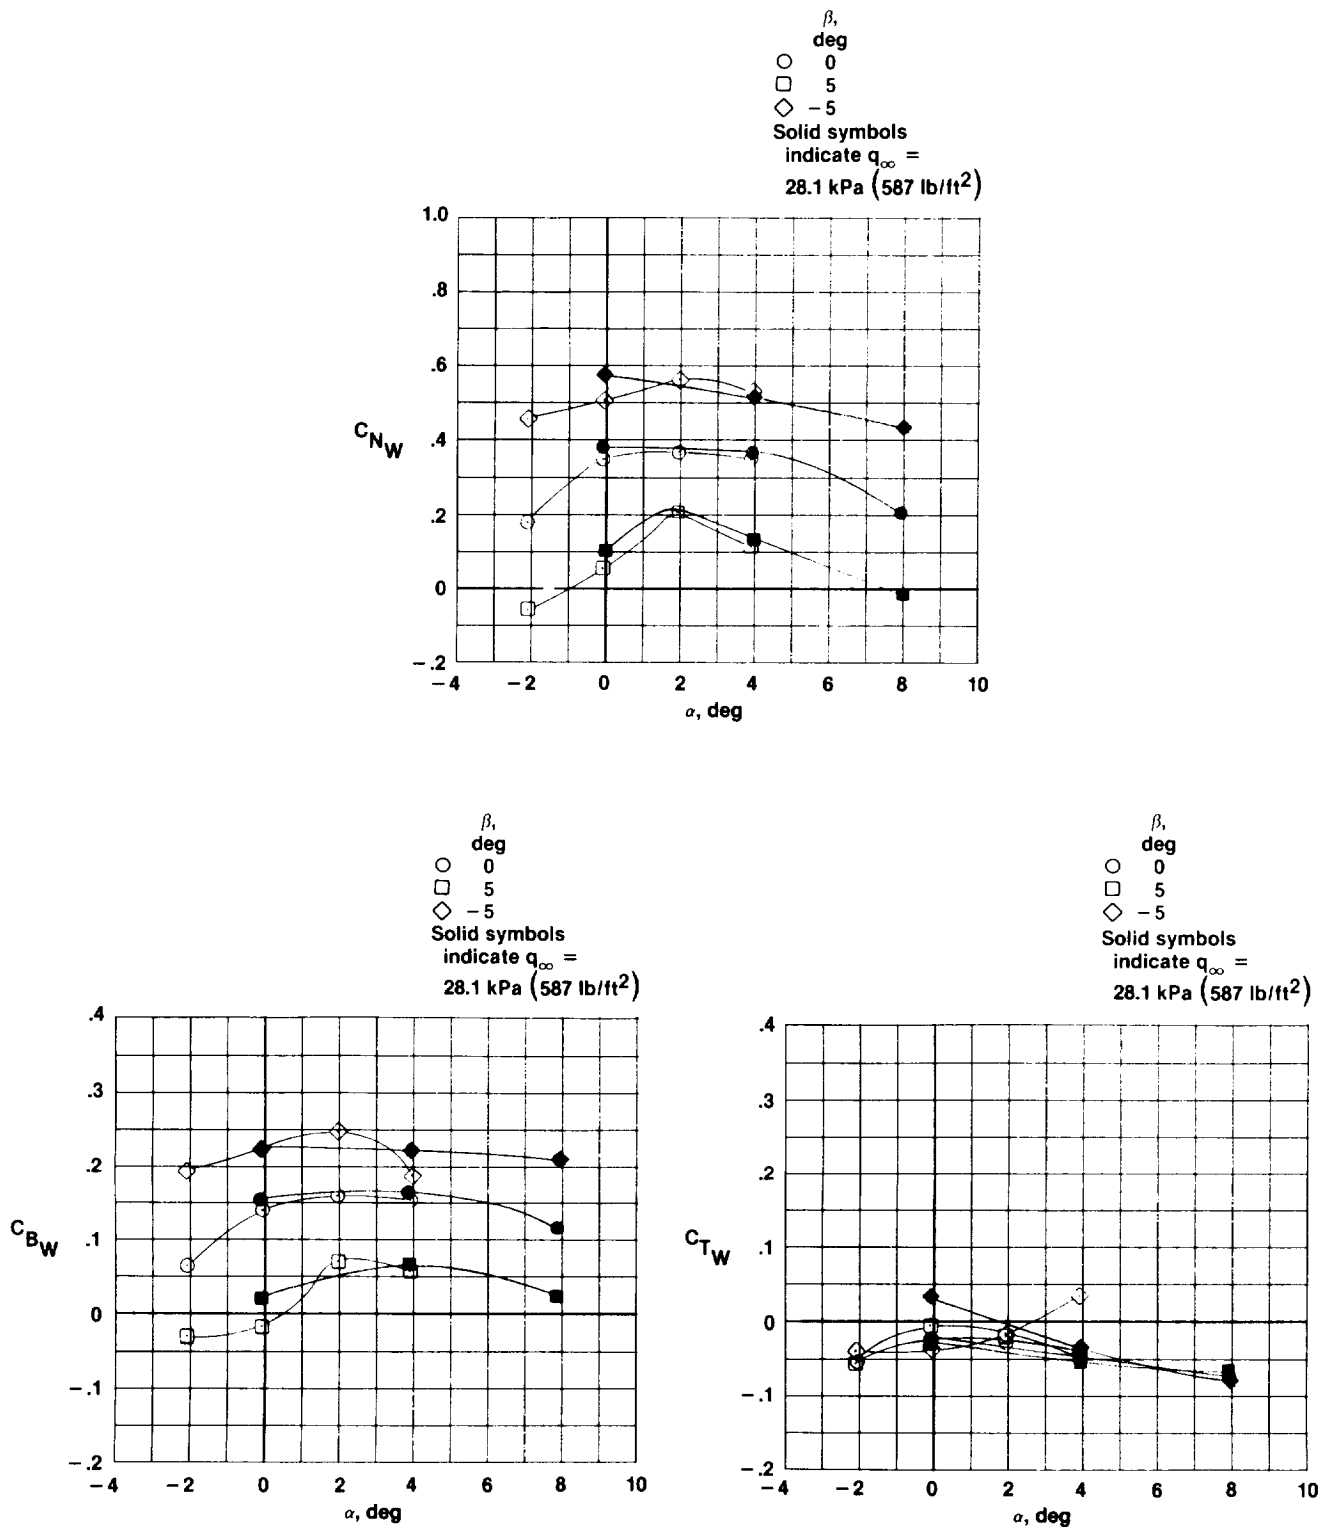 β,
deg
0
5
−5
Solid symbols
indicate q∞ =
28.1 kPa (587 lb/ft²)
1.0
.8
.6
.4
.2
0
−.2
C_N_W
−4 −2 0 2 4 6 8 10
α, deg
β,
deg
0
5
−5
Solid symbols
indicate q∞ =
28.1 kPa (587 lb/ft²)
.4
.3
.2
.1
0
−.1
−.2
C_B_W
−4 −2 0 2 4 6 8 10
α, deg
β,
deg
0
5
−5
Solid symbols
indicate q∞ =
28.1 kPa (587 lb/ft²)
.4
.3
.2
.1
0
−.1
−.2
C_T_W
−4 −2 0 2 4 6 8 10
α, deg